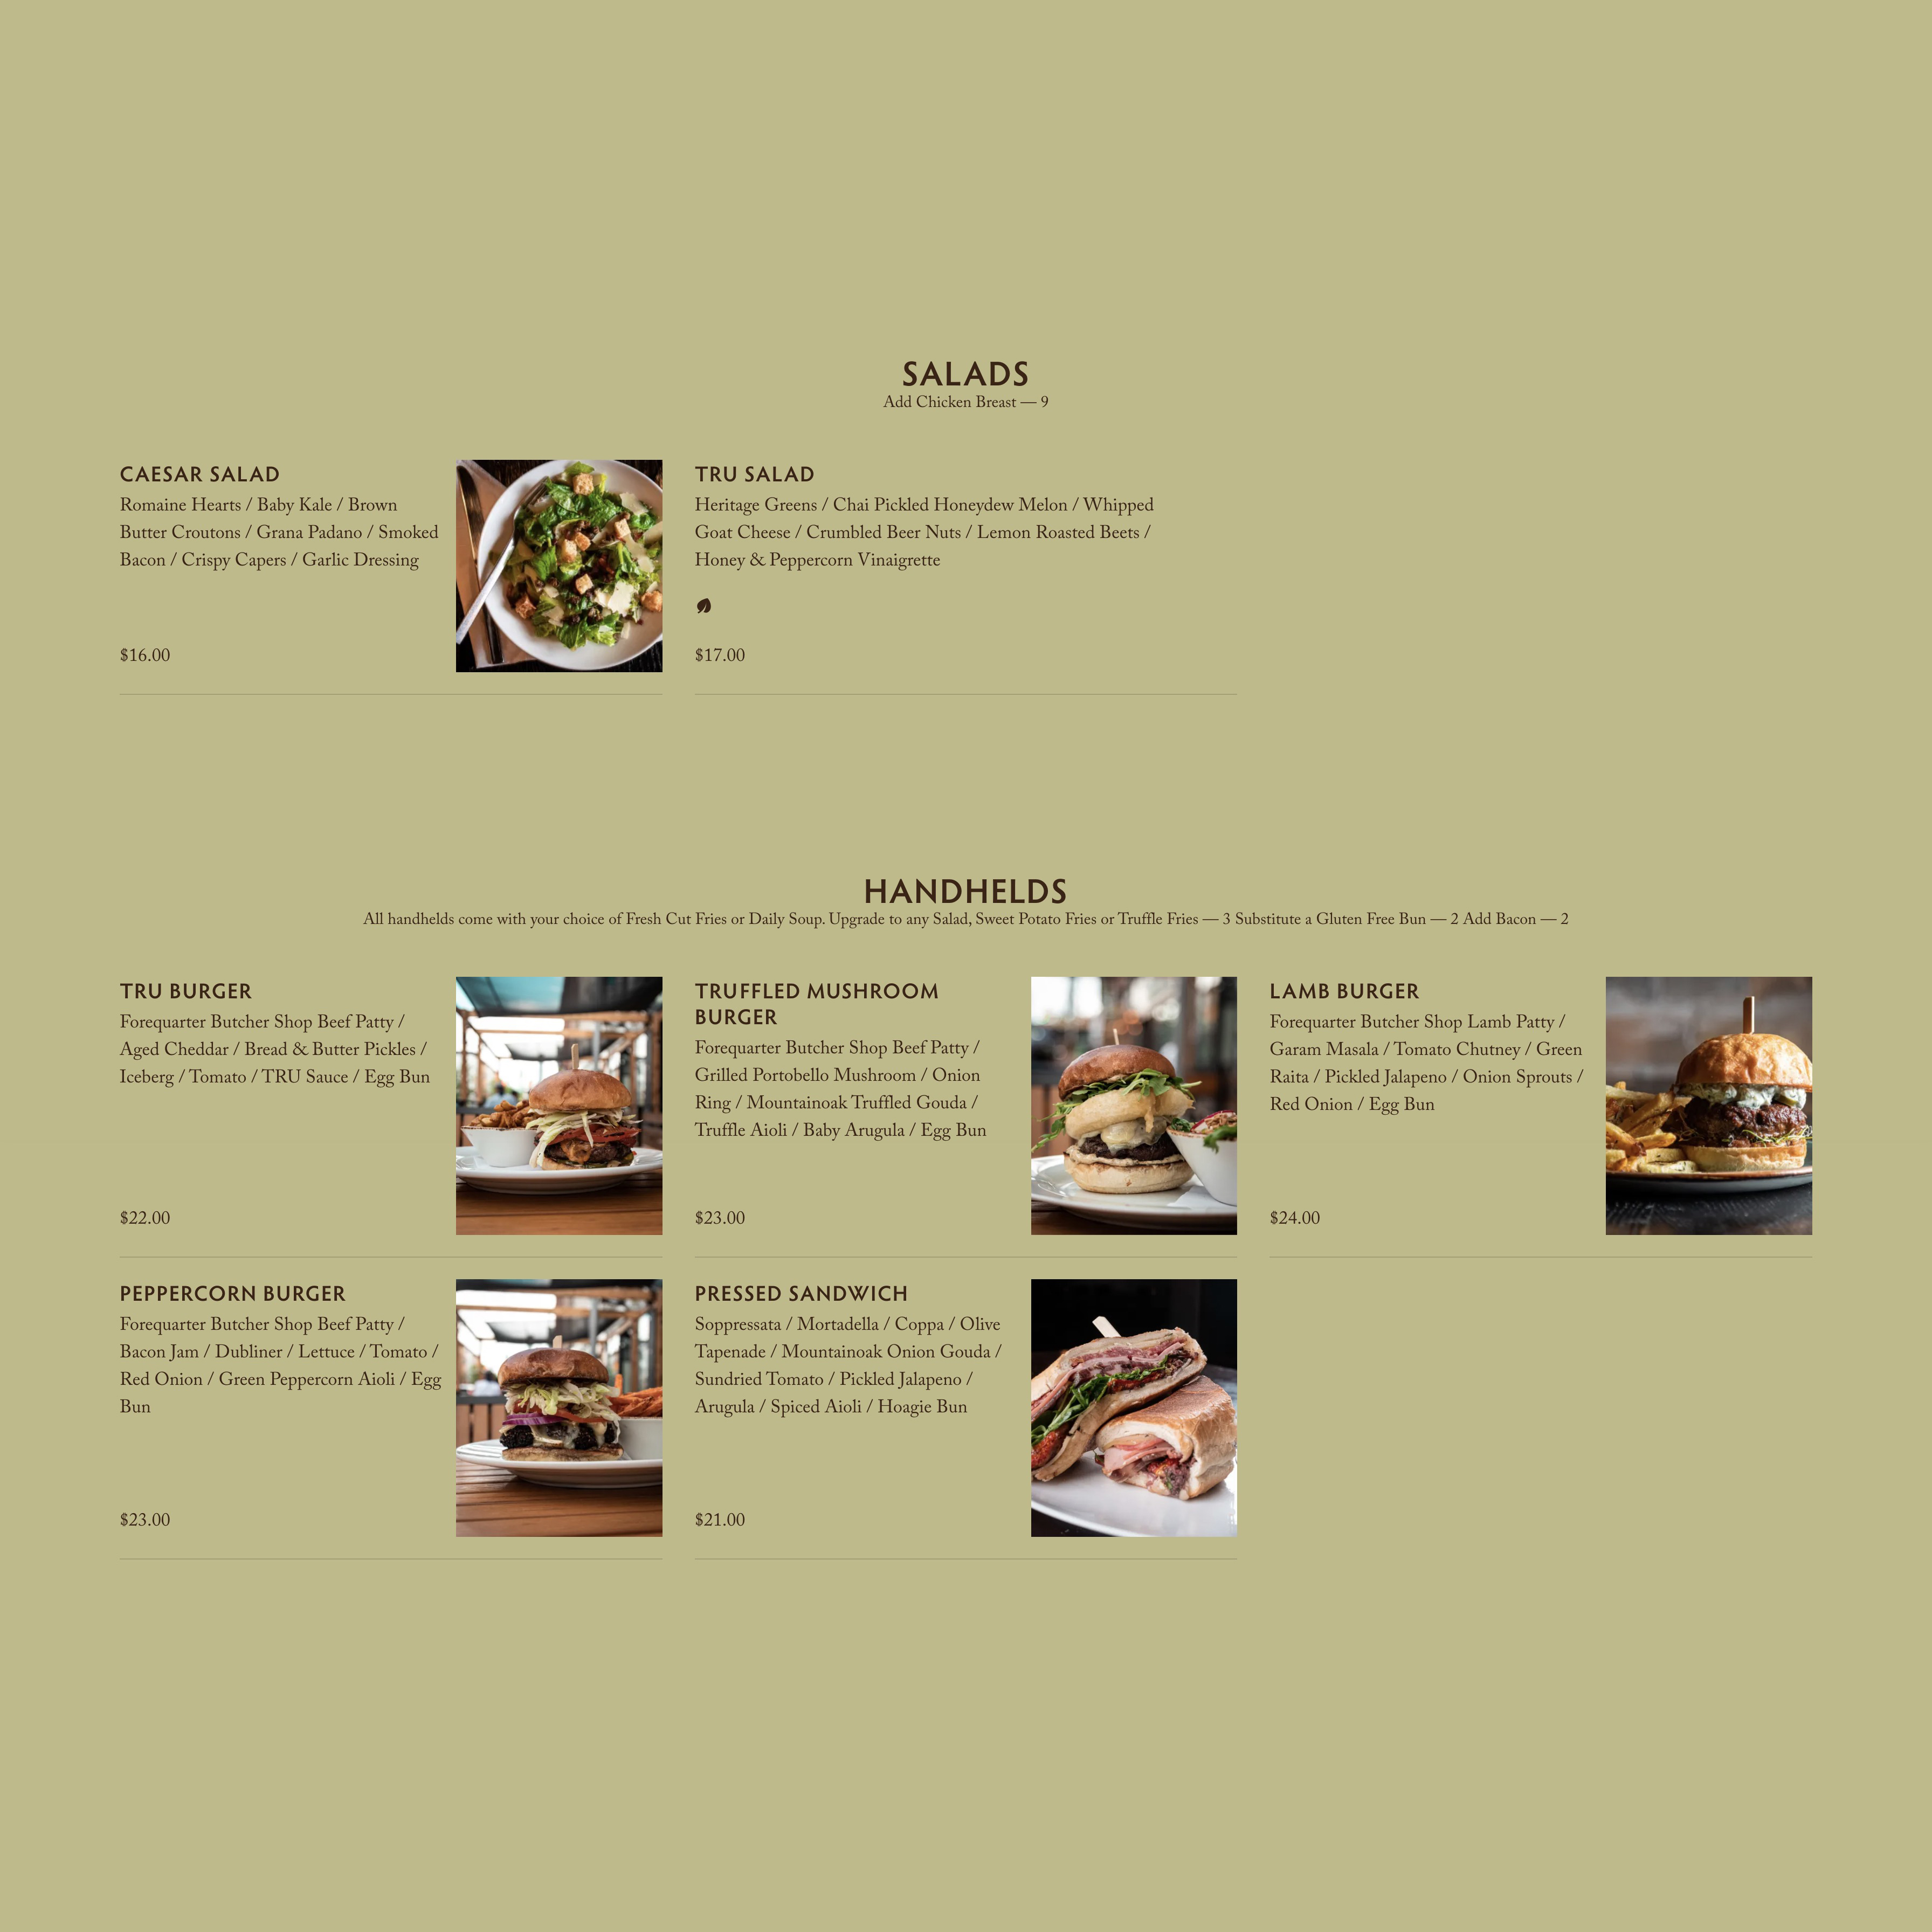 SALADS
Add Chicken Breast — 9
CAESAR SALAD
Romaine Hearts / Baby Kale / Brown
Butter Croutons / Grana Padano / Smoked
Bacon / Crispy Capers / Garlic Dressing
$16.00
TRU SALAD
Heritage Greens / Chai Pickled Honeydew Melon / Whipped
Goat Cheese / Crumbled Beer Nuts / Lemon Roasted Beets /
Honey & Peppercorn Vinaigrette
$17.00
HANDHELDS
All handhelds come with your choice of Fresh Cut Fries or Daily Soup. Upgrade to any Salad, Sweet Potato Fries or Truffle Fries — 3 Substitute a Gluten Free Bun — 2 Add Bacon — 2
TRU BURGER
Forequarter Butcher Shop Beef Patty /
Aged Cheddar / Bread & Butter Pickles /
Iceberg / Tomato / TRU Sauce / Egg Bun
$22.00
TRUFFLED MUSHROOM
BURGER
Forequarter Butcher Shop Beef Patty /
Grilled Portobello Mushroom / Onion
Ring / Mountainoak Truffled Gouda /
Truffle Aioli / Baby Arugula / Egg Bun
$23.00
LAMB BURGER
Forequarter Butcher Shop Lamb Patty /
Garam Masala / Tomato Chutney / Green
Raita / Pickled Jalapeno / Onion Sprouts /
Red Onion / Egg Bun
$24.00
PEPPERCORN BURGER
Forequarter Butcher Shop Beef Patty /
Bacon Jam / Dubliner / Lettuce / Tomato /
Red Onion / Green Peppercorn Aioli / Egg
Bun
$23.00
PRESSED SANDWICH
Soppressata / Mortadella / Coppa / Olive
Tapenade / Mountainoak Onion Gouda /
Sundried Tomato / Pickled Jalapeno /
Arugula / Spiced Aioli / Hoagie Bun
$21.00